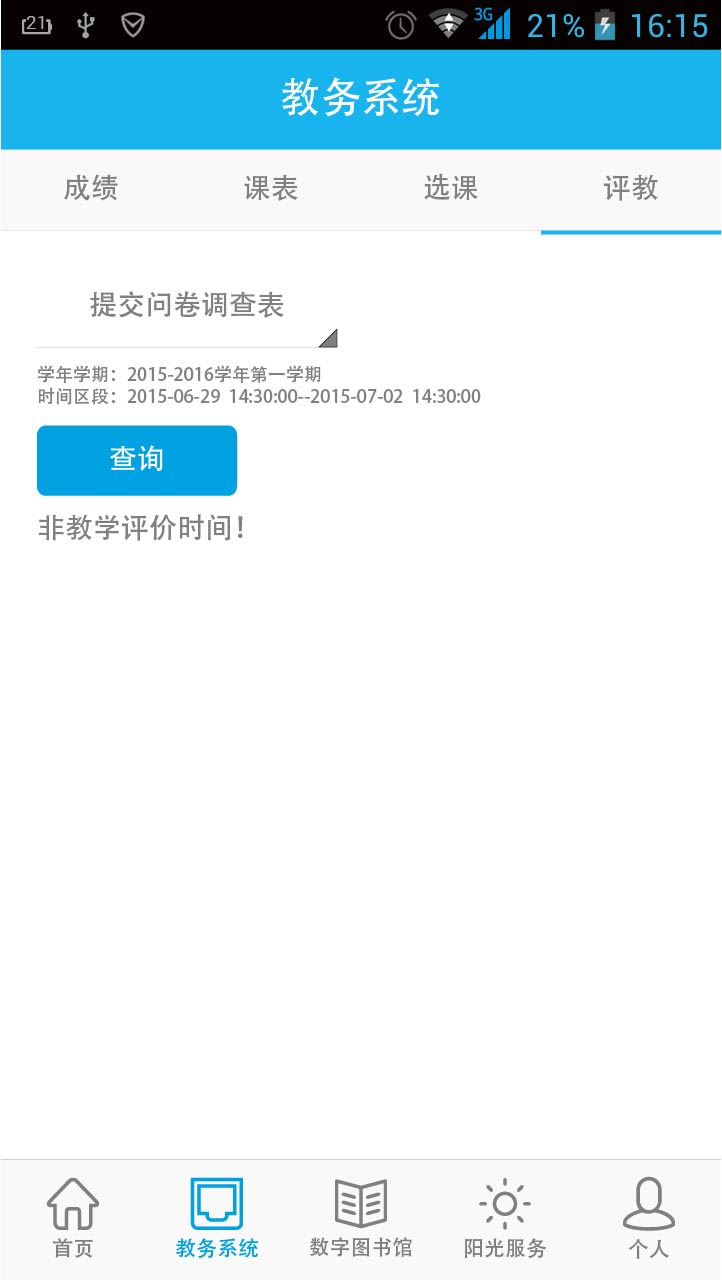 21
3G 21% 16:15
教务系统
成绩 课表 选课 评教
提交问卷调查表
学年学期：2015-2016学年第一学期
时间区段：2015-06-29 14:30:00--2015-07-02 14:30:00
查询
非教学评价时间！
首页 教务系统 数字图书馆 阳光服务 个人